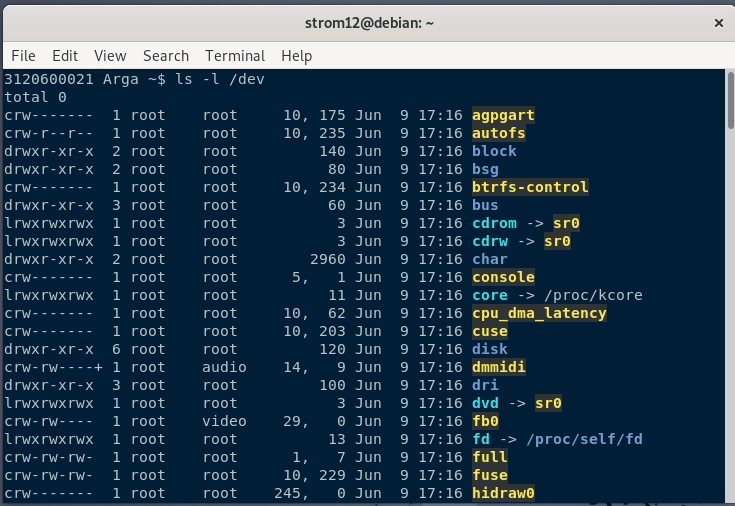 strom12@debian: ~ ×
File Edit View Search Terminal Help
3120600021 Arga ~$ ls -l /dev
total 0
crw-------  1 root    root     10, 175 Jun  9 17:16 agpgart
crw-r--r--  1 root    root     10, 235 Jun  9 17:16 autofs
drwxr-xr-x  2 root    root         140 Jun  9 17:16 block
drwxr-xr-x  2 root    root          80 Jun  9 17:16 bsg
crw-------  1 root    root     10, 234 Jun  9 17:16 btrfs-control
drwxr-xr-x  3 root    root          60 Jun  9 17:16 bus
lrwxrwxrwx  1 root    root           3 Jun  9 17:16 cdrom -> sr0
lrwxrwxrwx  1 root    root           3 Jun  9 17:16 cdrw -> sr0
drwxr-xr-x  2 root    root        2960 Jun  9 17:16 char
crw-------  1 root    root      5,   1 Jun  9 17:16 console
lrwxrwxrwx  1 root    root          11 Jun  9 17:16 core -> /proc/kcore
crw-------  1 root    root     10,  62 Jun  9 17:16 cpu_dma_latency
crw-------  1 root    root     10, 203 Jun  9 17:16 cuse
drwxr-xr-x  6 root    root         120 Jun  9 17:16 disk
crw-rw----+ 1 root    audio    14,   9 Jun  9 17:16 dmmidi
drwxr-xr-x  3 root    root         100 Jun  9 17:16 dri
lrwxrwxrwx  1 root    root           3 Jun  9 17:16 dvd -> sr0
crw-rw----  1 root    video    29,   0 Jun  9 17:16 fb0
lrwxrwxrwx  1 root    root          13 Jun  9 17:16 fd -> /proc/self/fd
crw-rw-rw-  1 root    root      1,   7 Jun  9 17:16 full
crw-rw-rw-  1 root    root     10, 229 Jun  9 17:16 fuse
crw-------  1 root    root    245,   0 Jun  9 17:16 hidraw0